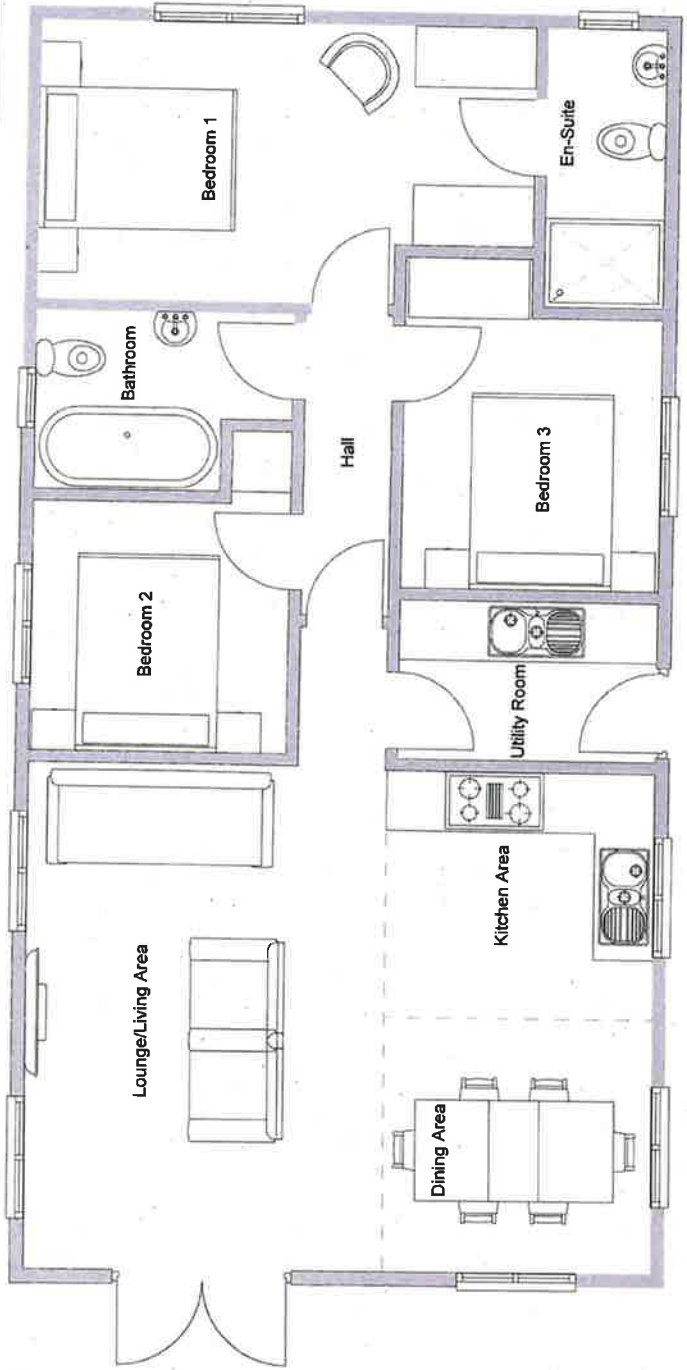 Bedroom 1
En-Suite
Bathroom
Hall
Bedroom 3
Bedroom 2
Utility Room
Lounge/Living Area
Kitchen Area
Dining Area